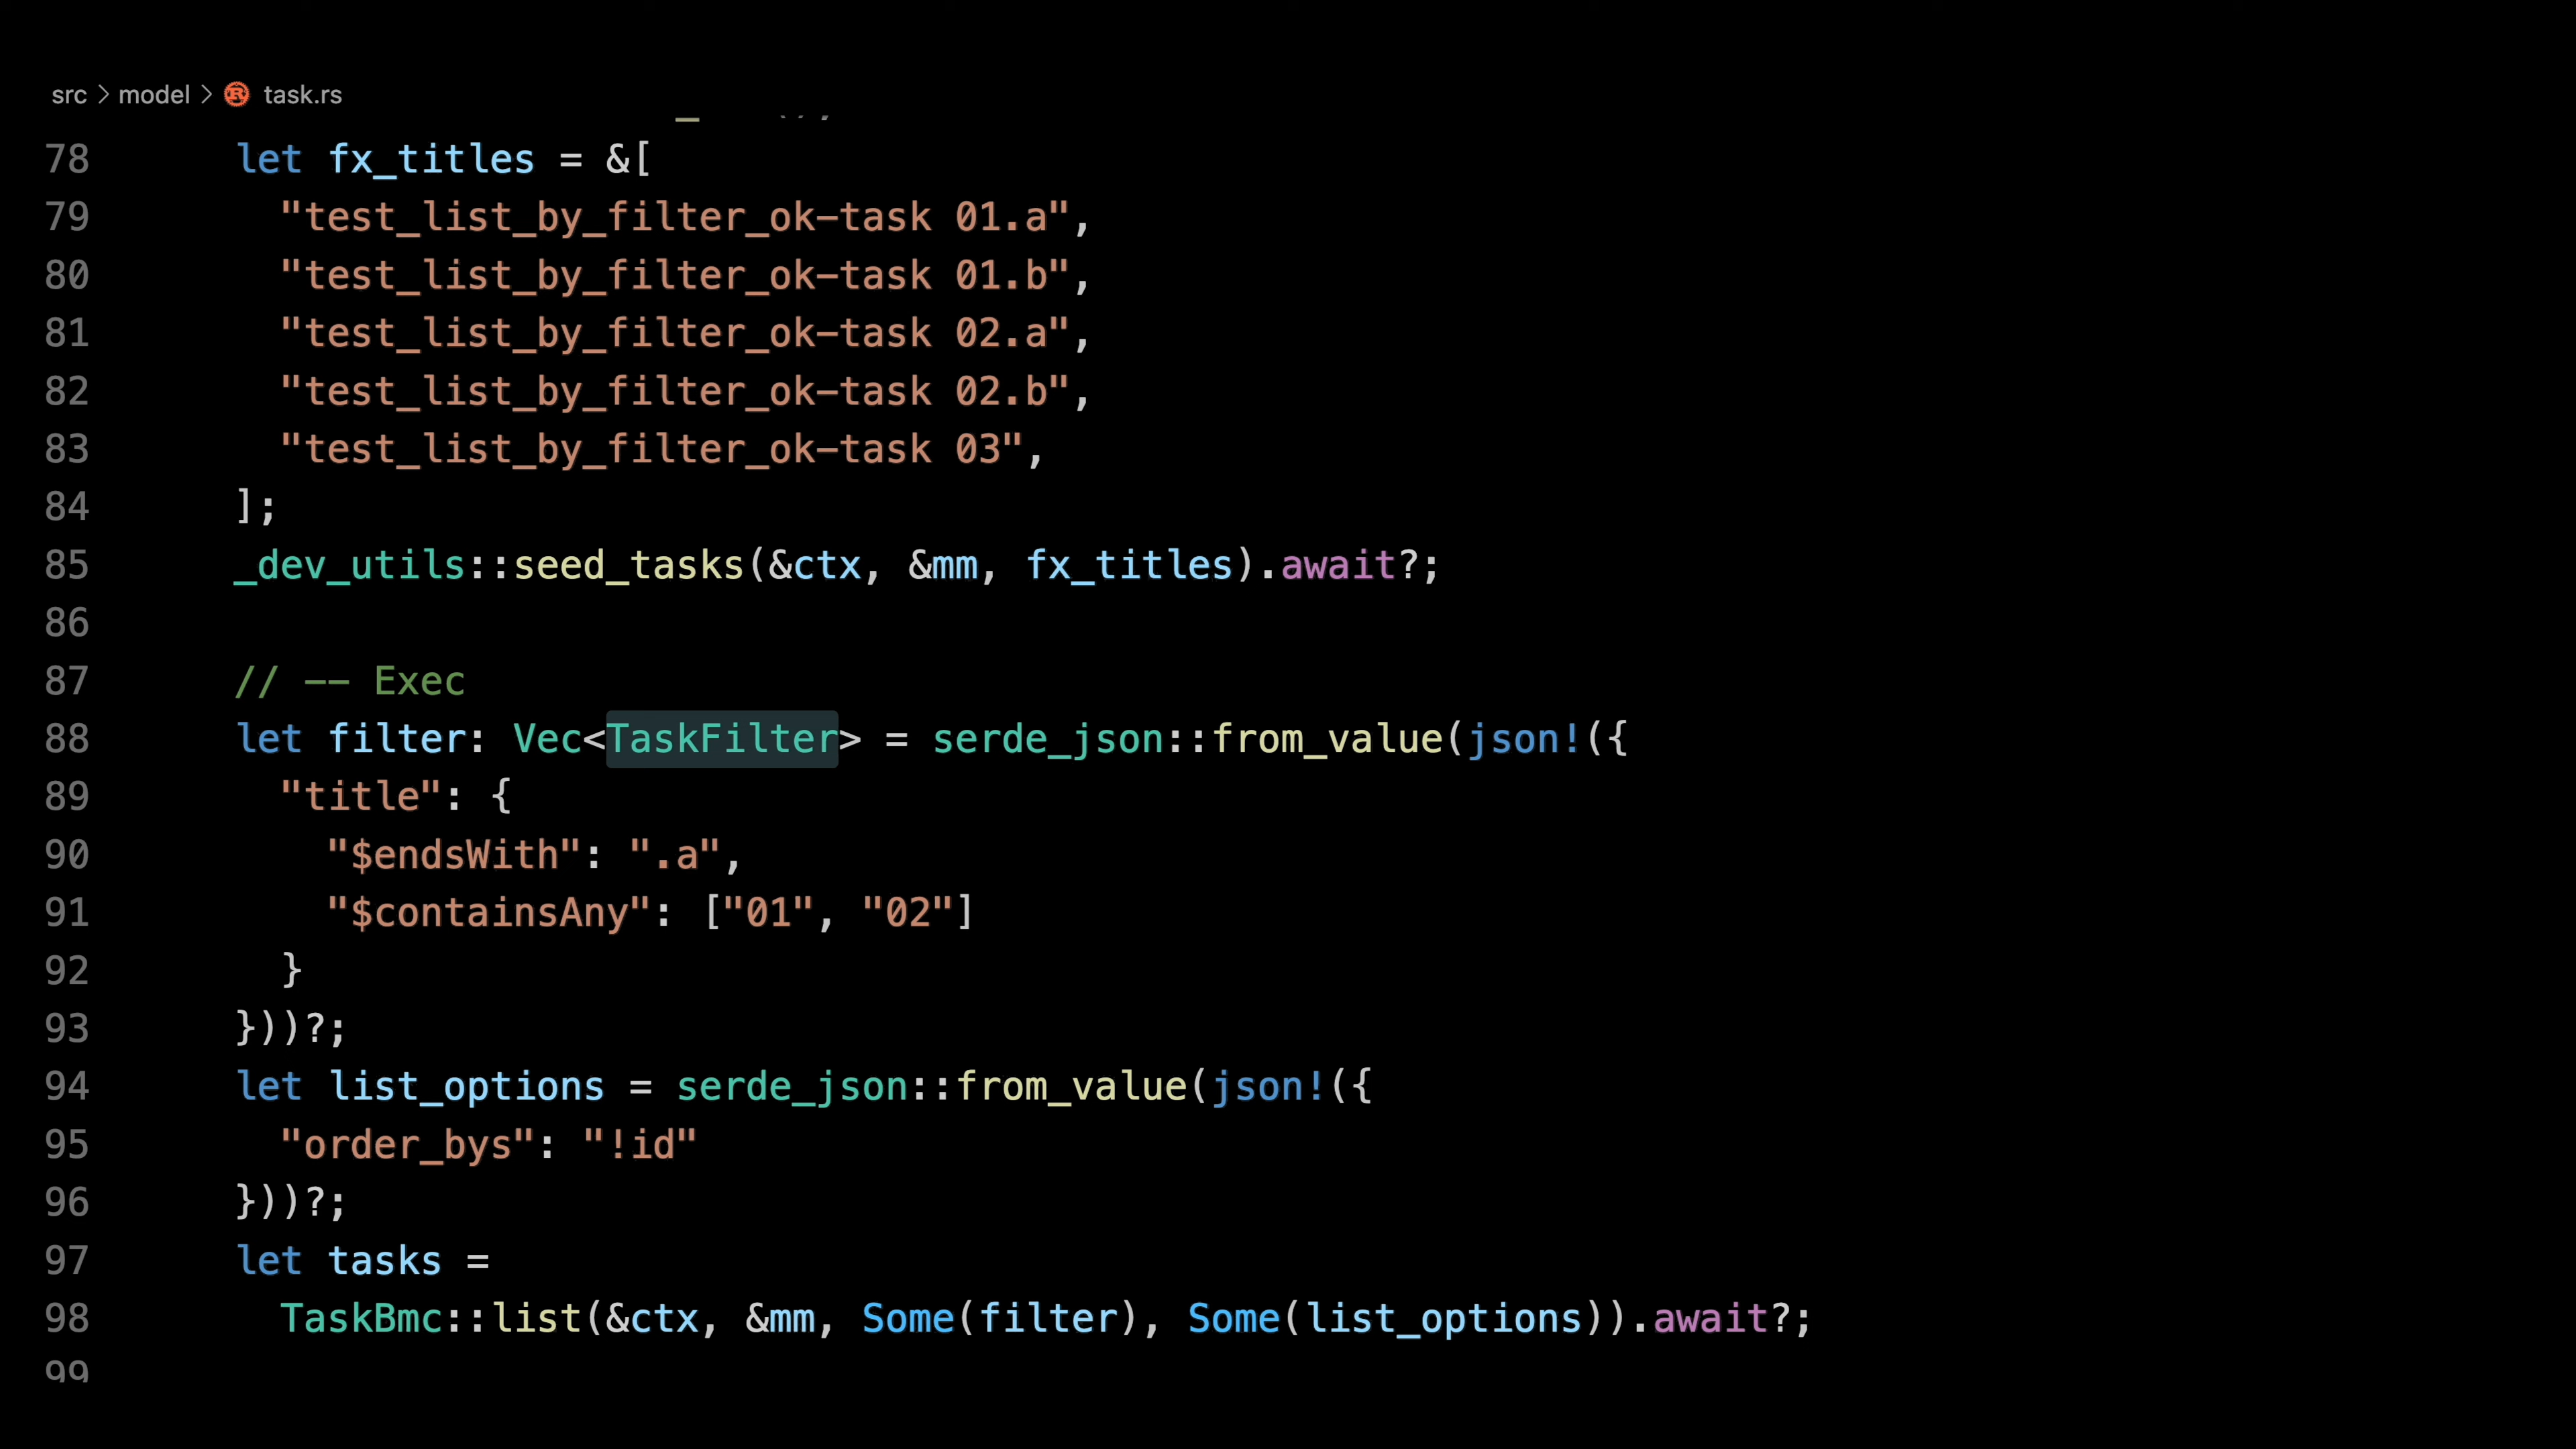 src > model > task.rs
78 let fx_titles = &[
79 "test_list_by_filter_ok-task 01.a",
80 "test_list_by_filter_ok-task 01.b",
81 "test_list_by_filter_ok-task 02.a",
82 "test_list_by_filter_ok-task 02.b",
83 "test_list_by_filter_ok-task 03",
84 ];
85 _dev_utils::seed_tasks(&ctx, &mm, fx_titles).await?;
86
87 // -- Exec
88 let filter: Vec<TaskFilter> = serde_json::from_value(json!({
89 "title": {
90 "$endsWith": ".a",
91 "$containsAny": ["01", "02"]
92 }
93 }))?;
94 let list_options = serde_json::from_value(json!({
95 "order_bys": "!id"
96 }))?;
97 let tasks =
98 TaskBmc::list(&ctx, &mm, Some(filter), Some(list_options)).await?;
99